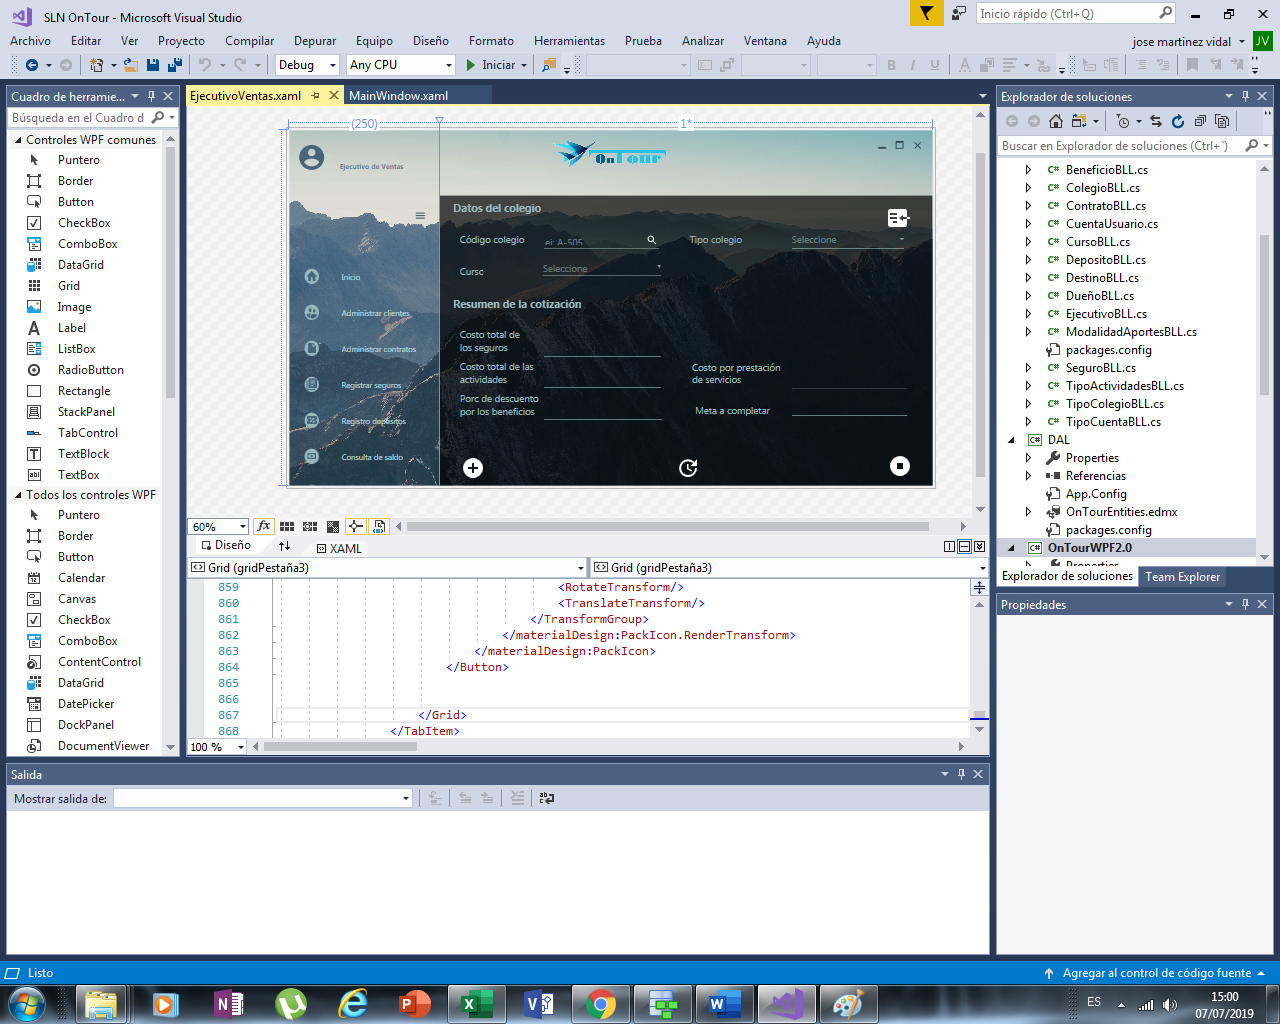 SLN OnTour - Microsoft Visual Studio
Inicio rápido (Ctrl+Q)
Archivo Editar Ver Proyecto Compilar Depurar Equipo Diseño Formato Herramientas Prueba Analizar Ventana Ayuda
jose martinez vidal JV
Debug Any CPU Iniciar
Cuadro de herramie...
Búsqueda en el Cuadro d
Controles WPF comunes
Puntero
Border
Button
CheckBox
ComboBox
DataGrid
Grid
Image
Label
ListBox
RadioButton
Rectangle
StackPanel
TabControl
TextBlock
TextBox
Todos los controles WPF
Puntero
Border
Button
Calendar
Canvas
CheckBox
ComboBox
ContentControl
DataGrid
DatePicker
DockPanel
DocumentViewer
EjecutivoVentas.xaml MainWindow.xaml
(250) 1*
Ejecutivo de Ventas
OnTour
Inicio
Administrar clientes
Administrar contratos
Registrar seguros
Registro depósitos
Consulta de saldo
Datos del colegio
Código colegio ej: A-505 Tipo colegio Seleccione
Curso Seleccione
Resumen de la cotización
Costo total de
los seguros
Costo total de las
actividades
Costo por prestación
de servicios
Porc de descuento
por los beneficios
Meta a completar
60% fx
Diseño XAML
Grid (gridPestaña3) Grid (gridPestaña3)
859 <RotateTransform/>
860 <TranslateTransform/>
861 </TransformGroup>
862 </materialDesign:PackIcon.RenderTransform>
863 </materialDesign:PackIcon>
864 </Button>
865
866
867 </Grid>
868 </TabItem>
100 %
Explorador de soluciones
Buscar en Explorador de soluciones (Ctrl+`)
C# BeneficioBLL.cs
C# ColegioBLL.cs
C# ContratoBLL.cs
C# CuentaUsuario.cs
C# CursoBLL.cs
C# DepositoBLL.cs
C# DestinoBLL.cs
C# DueñoBLL.cs
C# EjecutivoBLL.cs
C# ModalidadAportesBLL.cs
packages.config
C# SeguroBLL.cs
C# TipoActividadesBLL.cs
C# TipoColegioBLL.cs
C# TipoCuentaBLL.cs
C# DAL
Properties
Referencias
App.Config
OnTourEntities.edmx
packages.config
C# OnTourWPF2.0
Properties
Explorador de soluciones Team Explorer
Propiedades
Salida
Mostrar salida de:
Listo
Agregar al control de código fuente
ES
15:00
07/07/2019